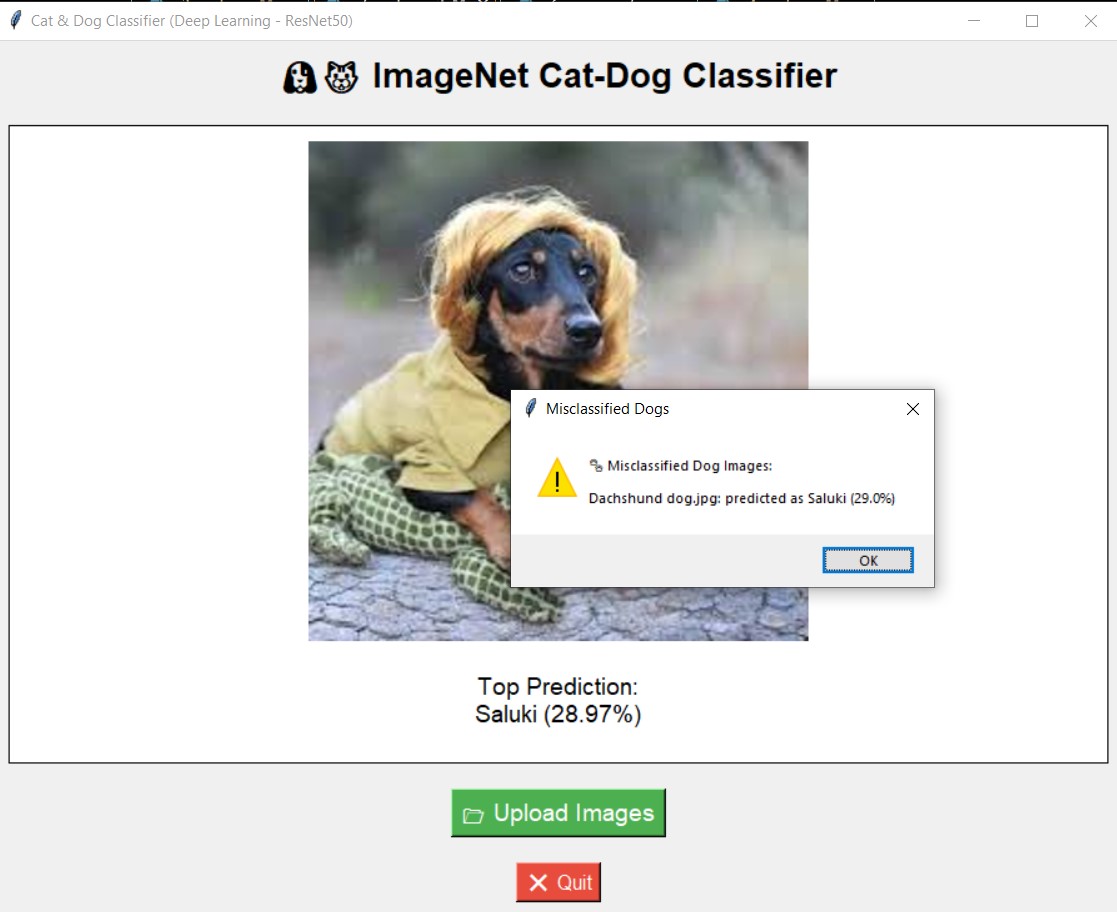 Cat & Dog Classifier (Deep Learning - ResNet50)
ImageNet Cat-Dog Classifier
Misclassified Dogs
Misclassified Dog Images:
Dachshund dog.jpg: predicted as Saluki (29.0%)
OK
Top Prediction:
Saluki (28.97%)
Upload Images
Quit